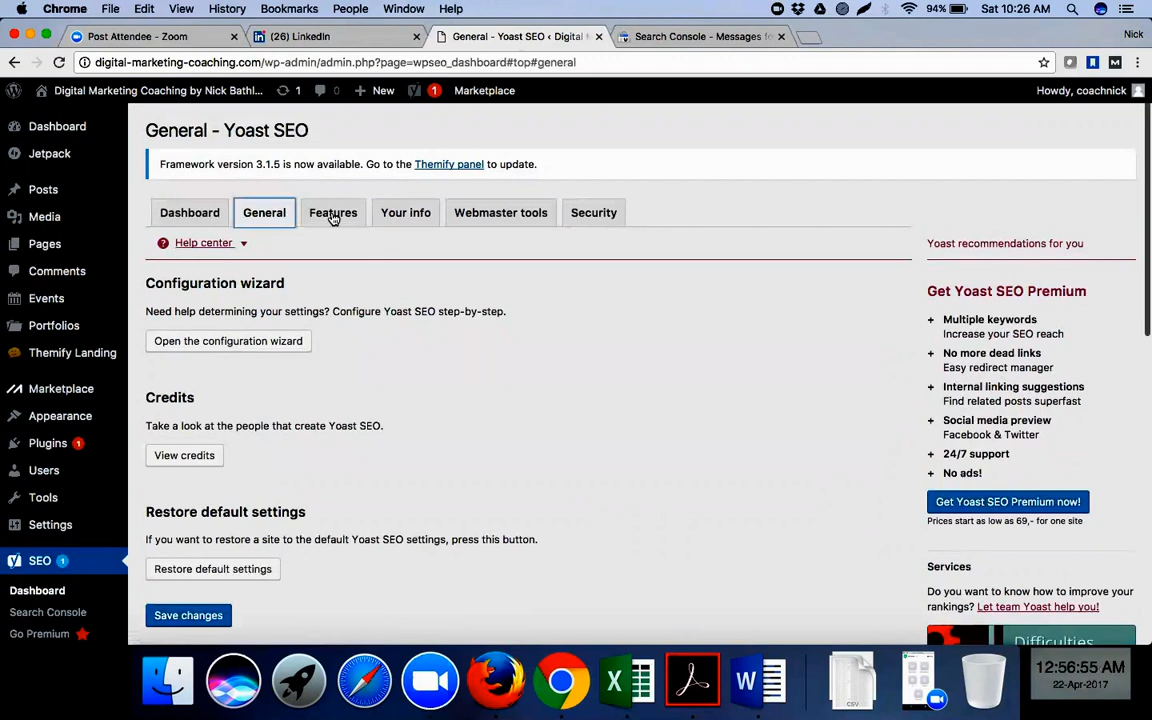 Chrome File Edit View History Bookmarks People Window Help 94% Sat 10:26 AM
Post Attendee - Zoom (26) LinkedIn General - Yoast SEO ‹ Digital Search Console - Messages fo Nick
digital-marketing-coaching.com/wp-admin/admin.php?page=wpseo_dashboard#top#general
Digital Marketing Coaching by Nick Bathl... 1 0 New 1 Marketplace Howdy, coachnick
Dashboard
Jetpack
Posts
Media
Pages
Comments
Events
Portfolios
Themify Landing
Marketplace
Appearance
Plugins 1
Users
Tools
Settings
SEO 1
Dashboard
Search Console
Go Premium
General - Yoast SEO
Framework version 3.1.5 is now available. Go to the Themify panel to update.
Dashboard General Features Your info Webmaster tools Security
Help center
Configuration wizard
Need help determining your settings? Configure Yoast SEO step-by-step.
Open the configuration wizard
Credits
Take a look at the people that create Yoast SEO.
View credits
Restore default settings
If you want to restore a site to the default Yoast SEO settings, press this button.
Restore default settings
Save changes
Yoast recommendations for you
Get Yoast SEO Premium
+ Multiple keywords
Increase your SEO reach
+ No more dead links
Easy redirect manager
+ Internal linking suggestions
Find related posts superfast
+ Social media preview
Facebook & Twitter
+ 24/7 support
+ No ads!
Get Yoast SEO Premium now!
Prices start as low as 69,- for one site
Services
Do you want to know how to improve your
rankings? Let team Yoast help you!
Difficulties
CSV
12:56:55 AM
22-Apr-2017